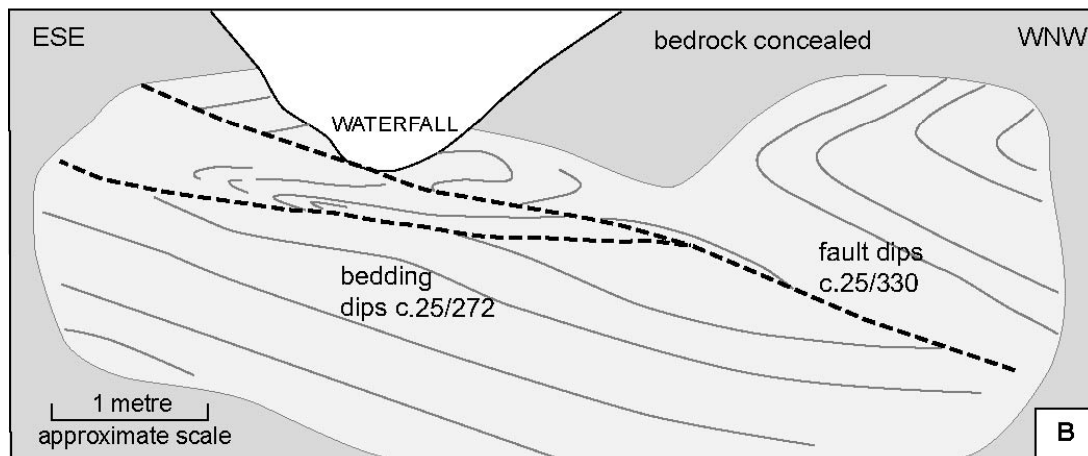 ESE
bedrock concealed
WNW
WATERFALL
bedding
dips c.25/272
fault dips
c.25/330
1 metre
approximate scale
B